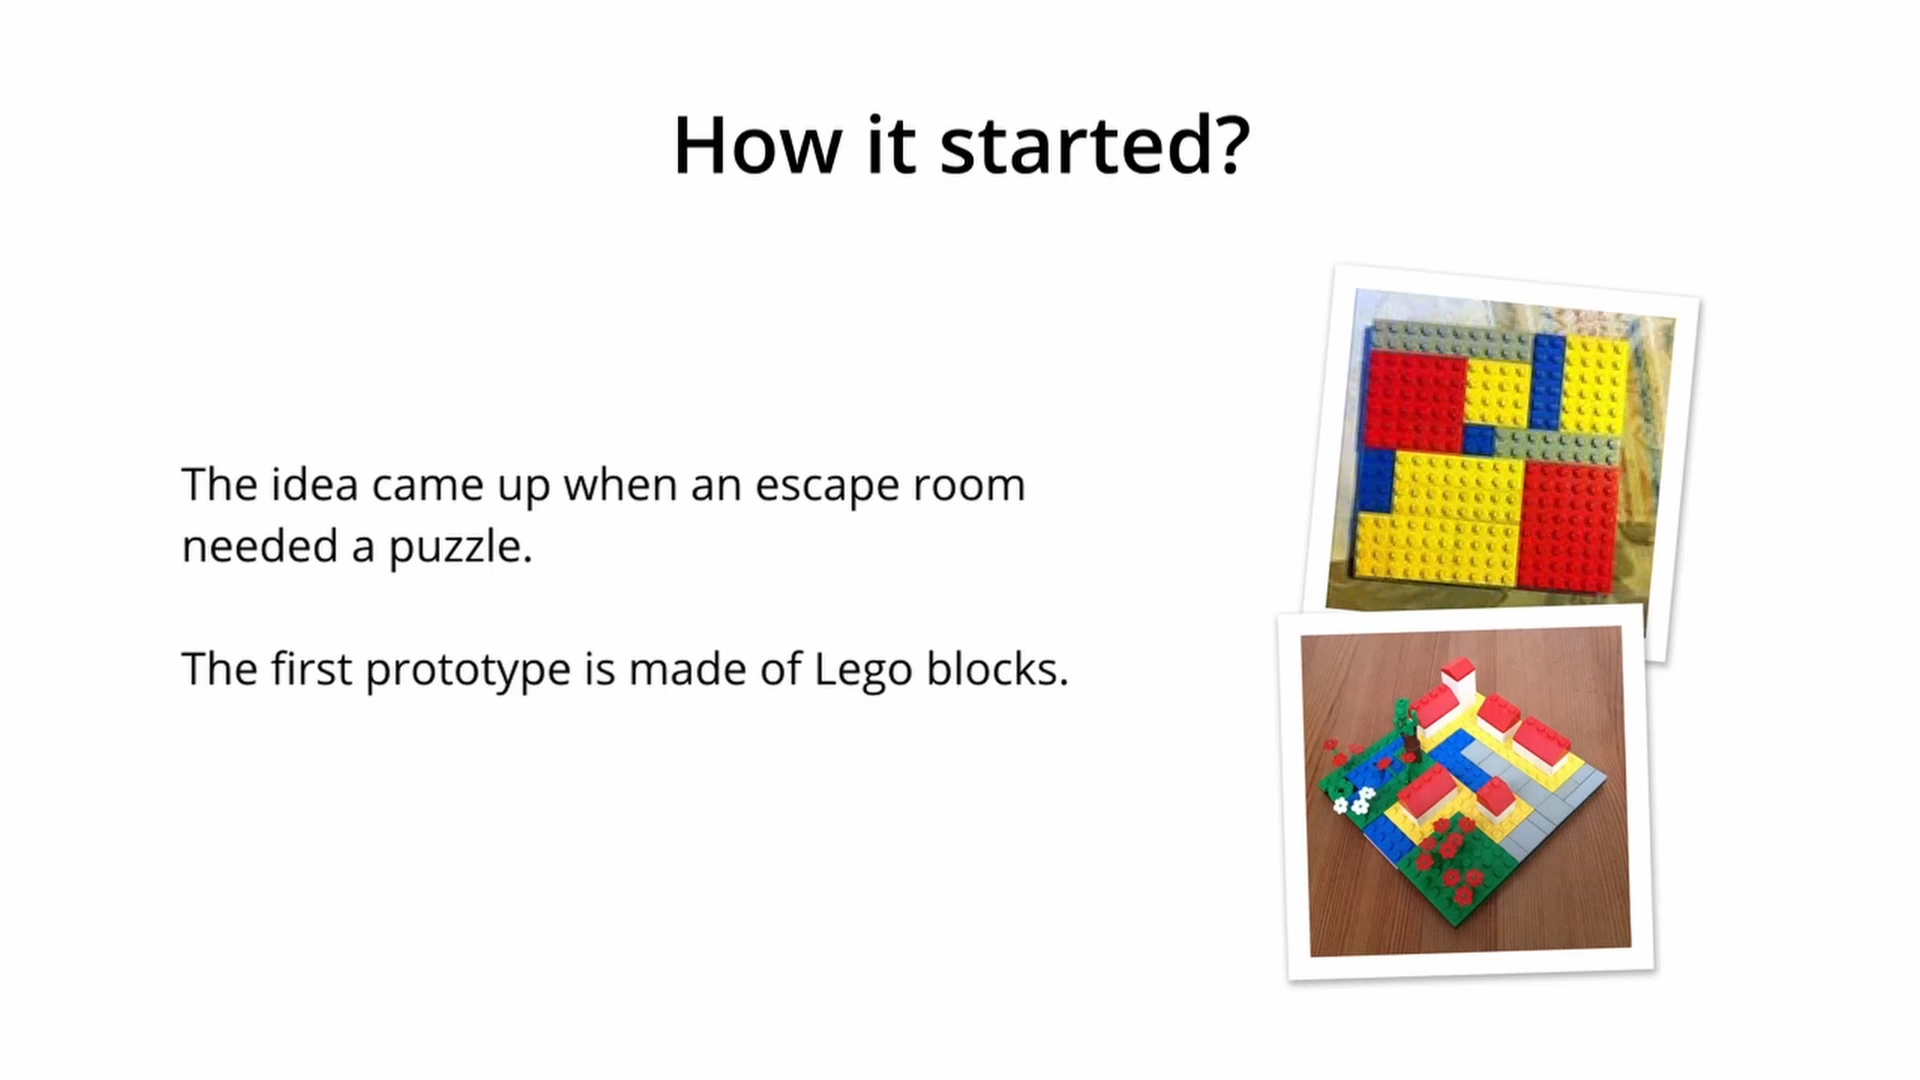 How it started?
The idea came up when an escape room
needed a puzzle.
The first prototype is made of Lego blocks.